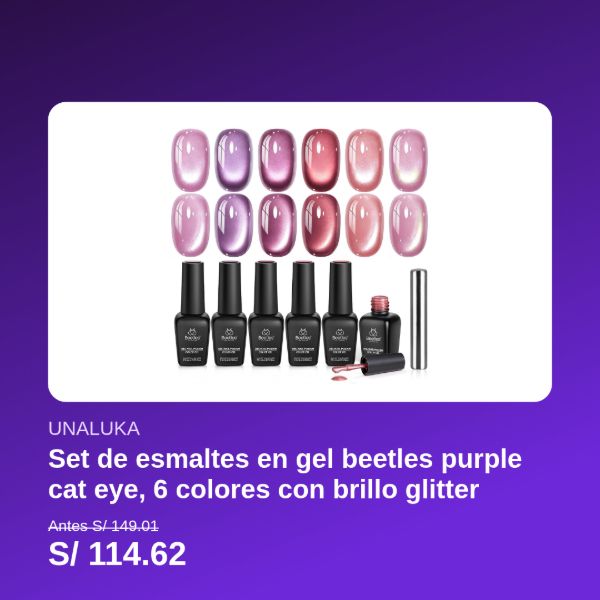 UNALUKA
Set de esmaltes en gel beetles purple
cat eye, 6 colores con brillo glitter
Antes S/ 149.01
S/ 114.62